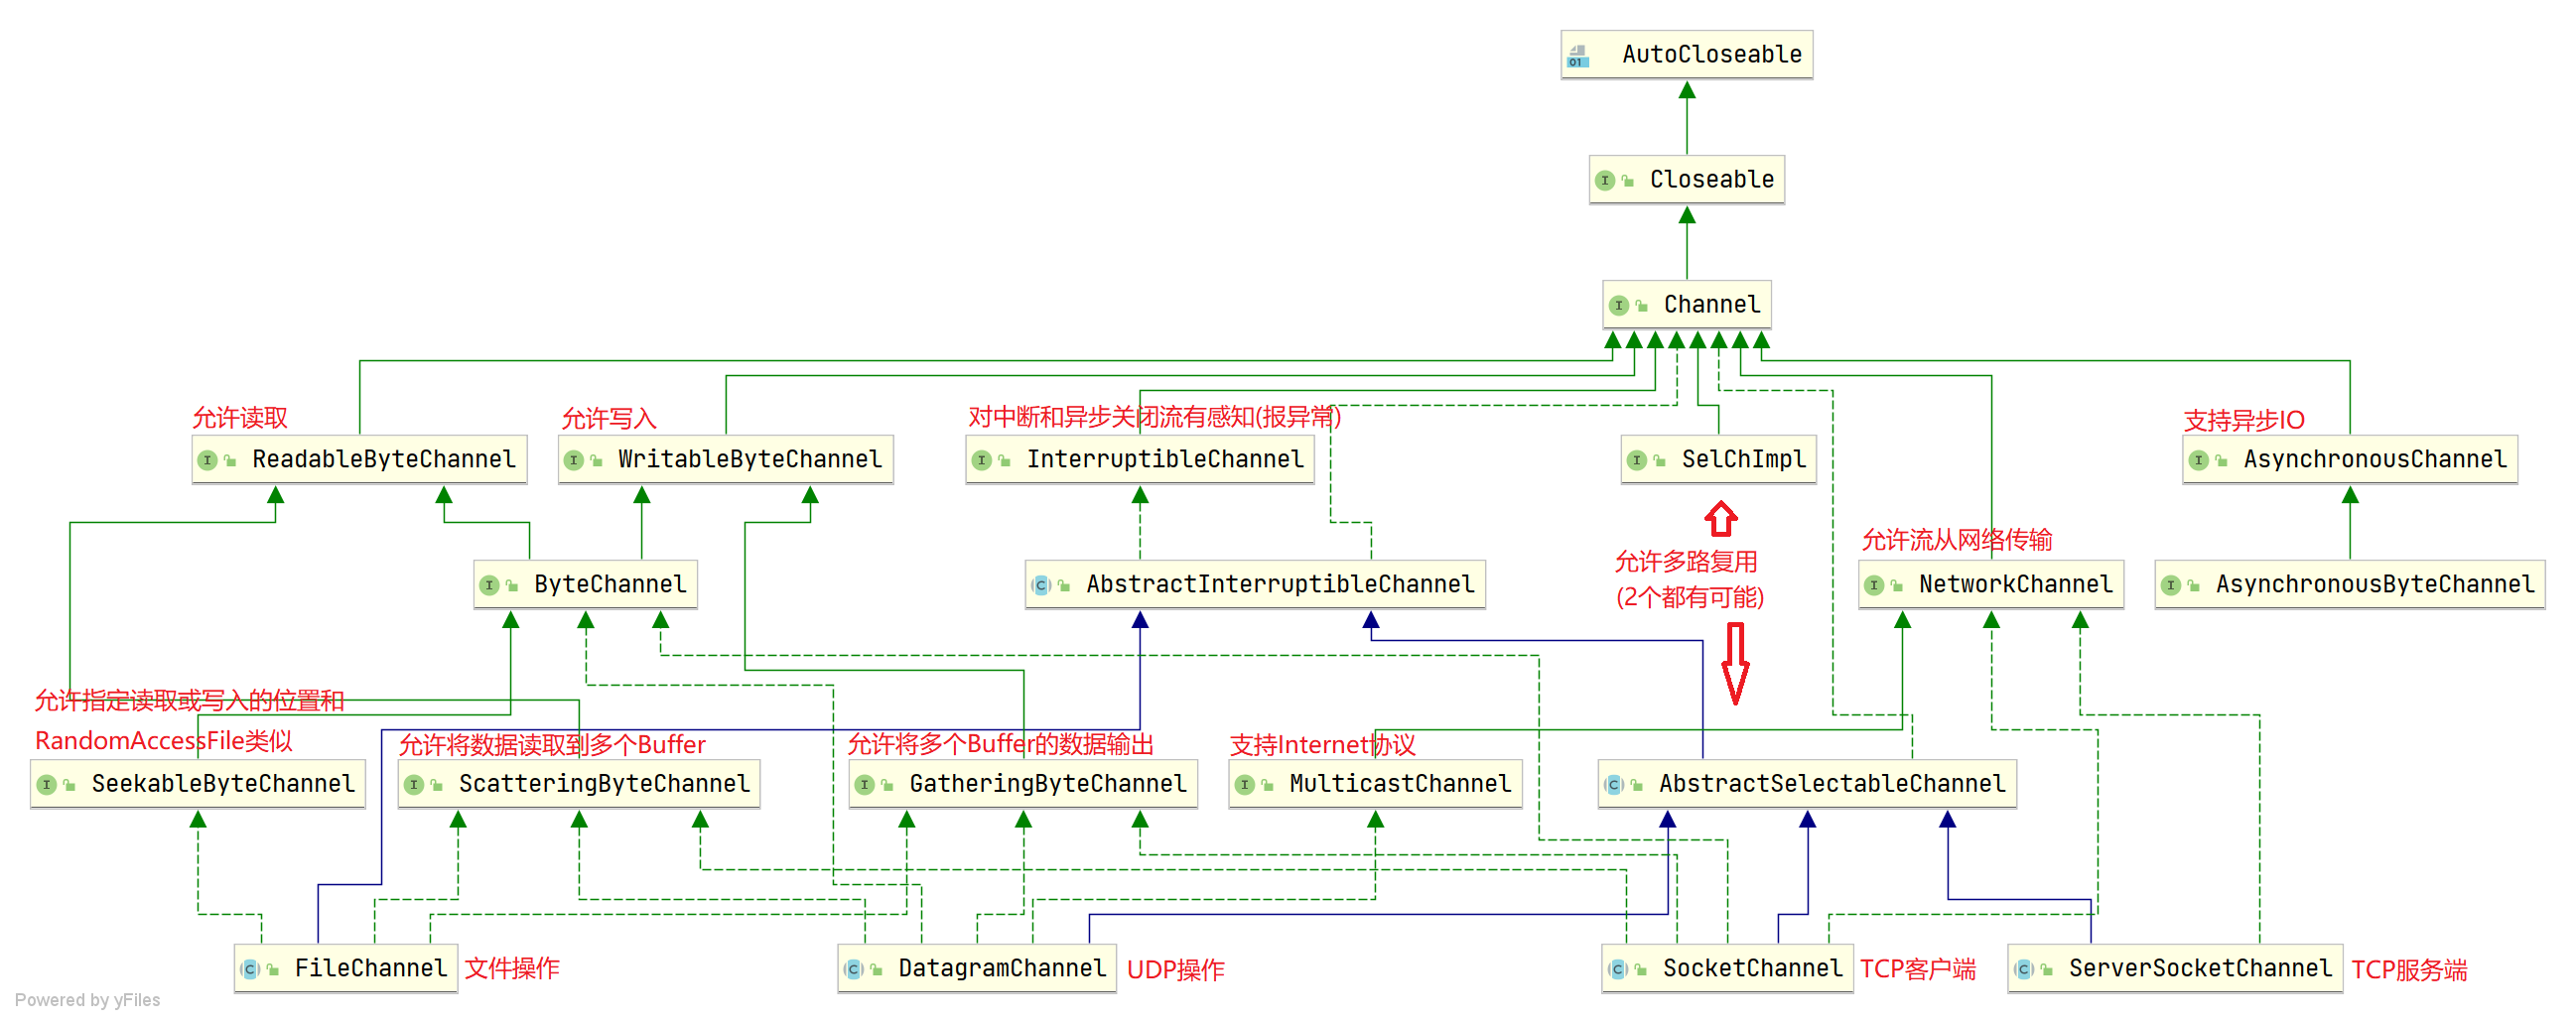 AutoCloseable
Closeable
Channel
允许读取
允许写入
对中断和异步关闭流有感知(报异常)
支持异步IO
ReadableByteChannel
WritableByteChannel
InterruptibleChannel
SelChImpl
AsynchronousChannel
允许多路复用
(2个都有可能)
允许流从网络传输
ByteChannel
AbstractInterruptibleChannel
NetworkChannel
AsynchronousByteChannel
允许指定读取或写入的位置和
RandomAccessFile类似
允许将数据读取到多个Buffer
允许将多个Buffer的数据输出
支持Internet协议
SeekableByteChannel
ScatteringByteChannel
GatheringByteChannel
MulticastChannel
AbstractSelectableChannel
FileChannel
文件操作
DatagramChannel
UDP操作
SocketChannel
TCP客户端
ServerSocketChannel
TCP服务端
Powered by yFiles